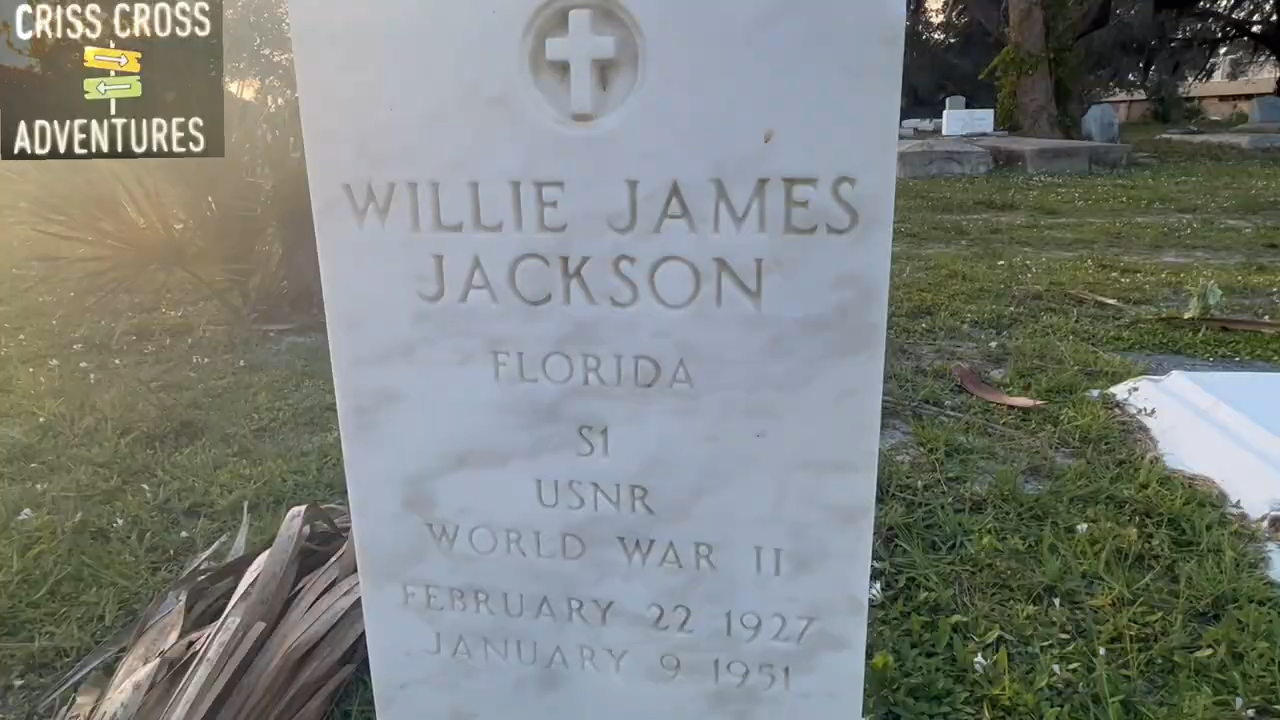 CRISS CROSS
ADVENTURES
WILLIE JAMES
JACKSON
FLORIDA
S1
USNR
WORLD WAR II
FEBRUARY 22 1927
JANUARY 9 1951